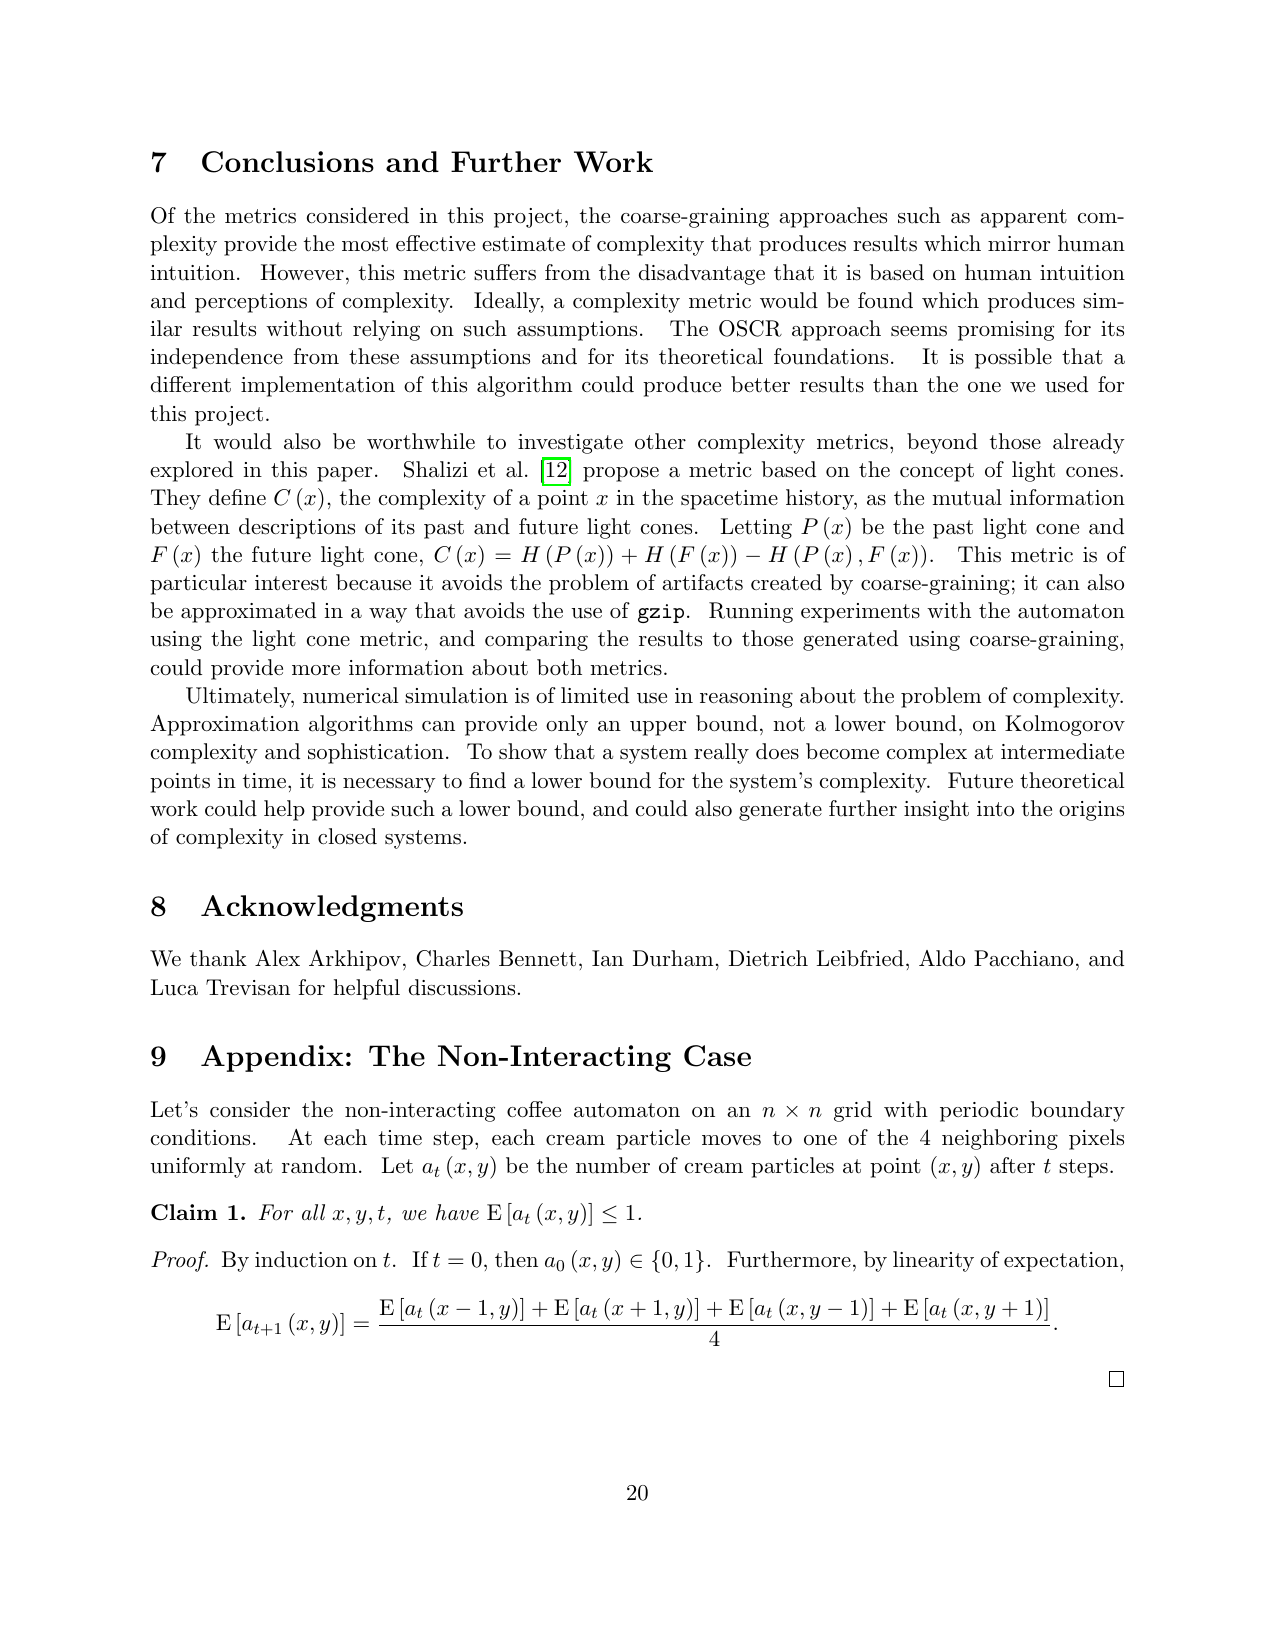 7 Conclusions and Further Work
Of the metrics considered in this project, the coarse-graining approaches such as apparent com-
plexity provide the most effective estimate of complexity that produces results which mirror human
intuition. However, this metric suffers from the disadvantage that it is based on human intuition
and perceptions of complexity. Ideally, a complexity metric would be found which produces sim-
ilar results without relying on such assumptions. The OSCR approach seems promising for its
independence from these assumptions and for its theoretical foundations. It is possible that a
different implementation of this algorithm could produce better results than the one we used for
this project.
It would also be worthwhile to investigate other complexity metrics, beyond those already
explored in this paper. Shalizi et al. [12] propose a metric based on the concept of light cones.
They define C (x), the complexity of a point x in the spacetime history, as the mutual information
between descriptions of its past and future light cones. Letting P (x) be the past light cone and
F (x) the future light cone, C (x) = H (P (x)) + H (F (x)) − H (P (x) , F (x)). This metric is of
particular interest because it avoids the problem of artifacts created by coarse-graining; it can also
be approximated in a way that avoids the use of gzip. Running experiments with the automaton
using the light cone metric, and comparing the results to those generated using coarse-graining,
could provide more information about both metrics.
Ultimately, numerical simulation is of limited use in reasoning about the problem of complexity.
Approximation algorithms can provide only an upper bound, not a lower bound, on Kolmogorov
complexity and sophistication. To show that a system really does become complex at intermediate
points in time, it is necessary to find a lower bound for the system's complexity. Future theoretical
work could help provide such a lower bound, and could also generate further insight into the origins
of complexity in closed systems.
8 Acknowledgments
We thank Alex Arkhipov, Charles Bennett, Ian Durham, Dietrich Leibfried, Aldo Pacchiano, and
Luca Trevisan for helpful discussions.
9 Appendix: The Non-Interacting Case
Let's consider the non-interacting coffee automaton on an n × n grid with periodic boundary
conditions. At each time step, each cream particle moves to one of the 4 neighboring pixels
uniformly at random. Let a_t (x, y) be the number of cream particles at point (x, y) after t steps.
Claim 1. For all x, y, t, we have E [a_t (x, y)] ≤ 1.
Proof. By induction on t. If t = 0, then a_0 (x, y) ∈ {0, 1}. Furthermore, by linearity of expectation,
E [a_{t+1} (x, y)] = \frac{E [a_t (x − 1, y)] + E [a_t (x + 1, y)] + E [a_t (x, y − 1)] + E [a_t (x, y + 1)]}{4}.
□
20